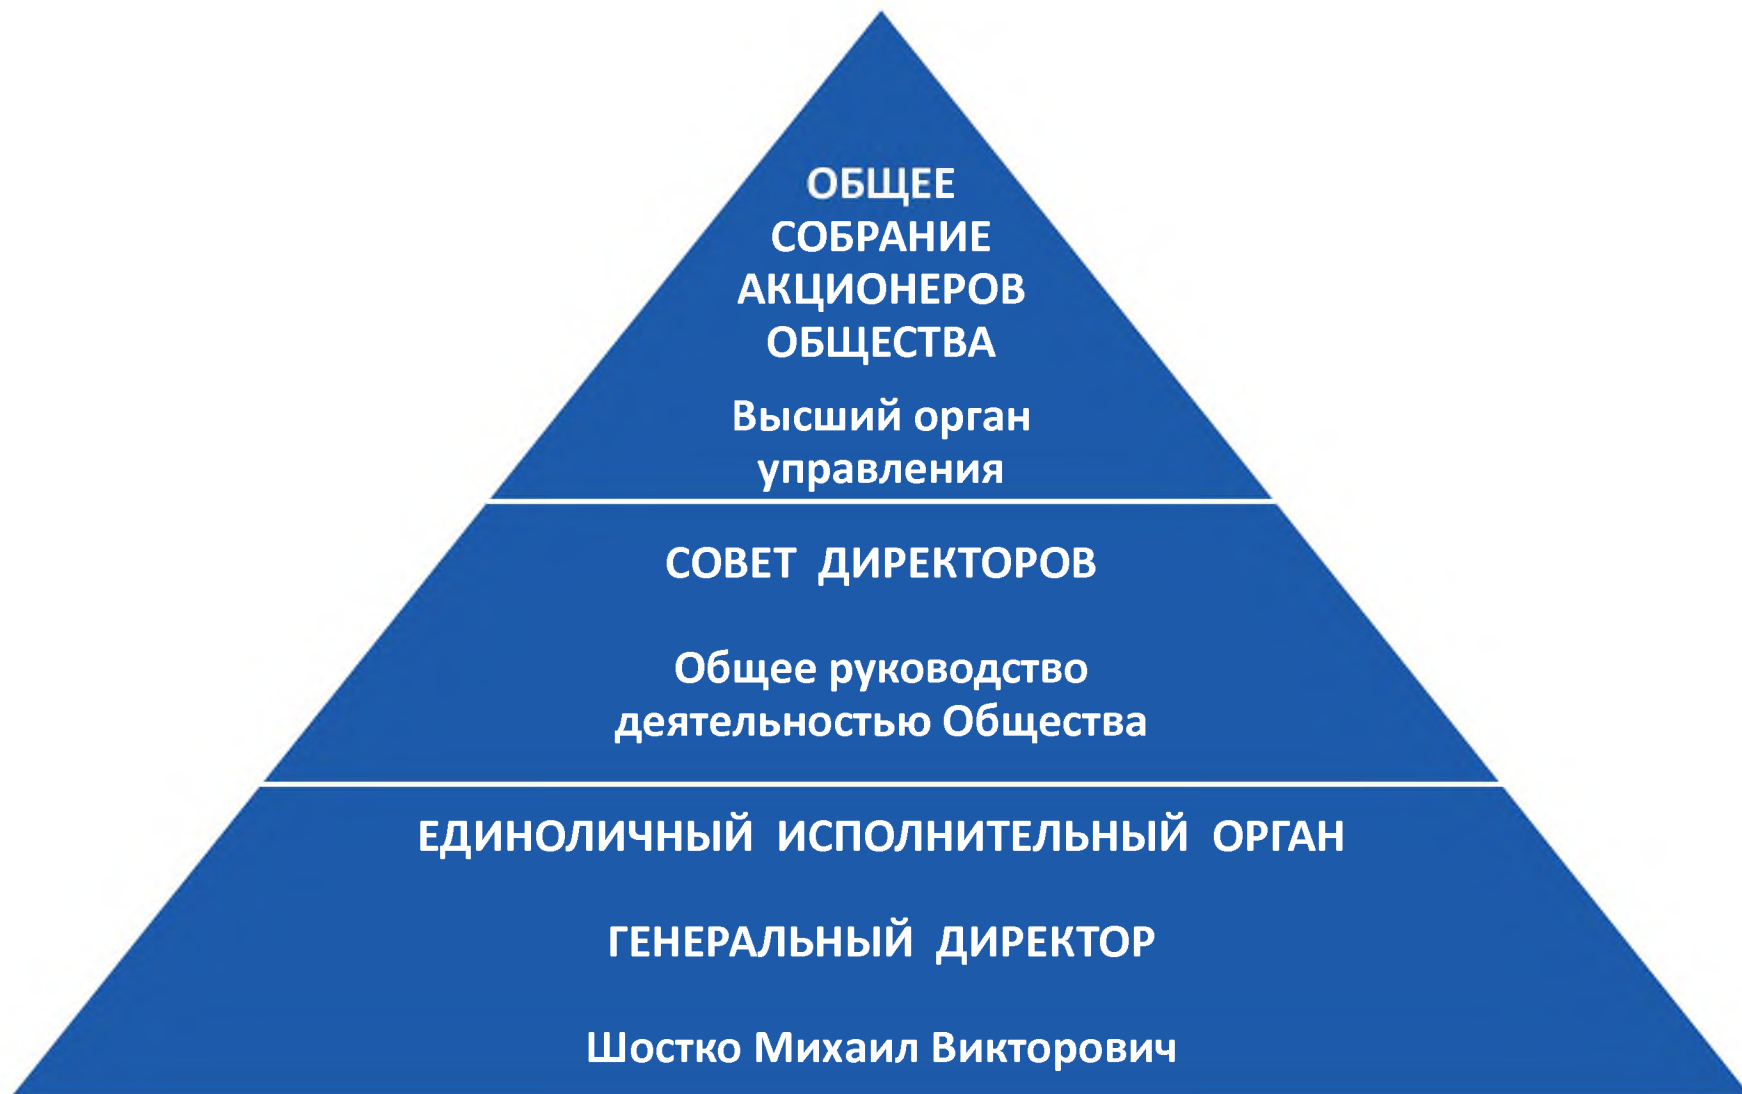 ОБЩЕЕ
СОБРАНИЕ
АКЦИОНЕРОВ
ОБЩЕСТВА
Высший орган
управления
СОВЕТ ДИРЕКТОРОВ
Общее руководство
деятельностью Общества
ЕДИНОЛИЧНЫЙ ИСПОЛНИТЕЛЬНЫЙ ОРГАН
ГЕНЕРАЛЬНЫЙ ДИРЕКТОР
Шостко Михаил Викторович